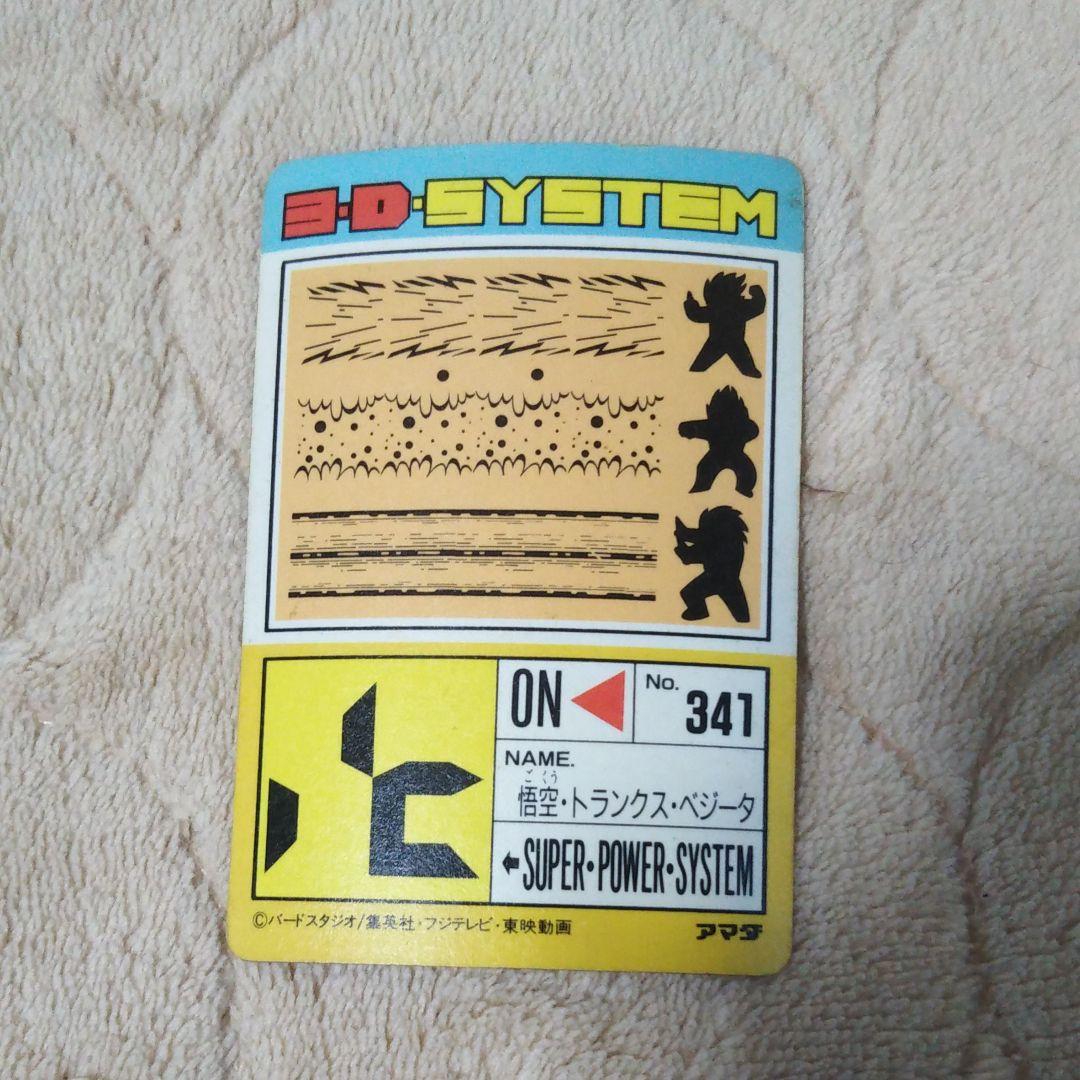 3・D・SYSTEM
ON
No. 341
NAME.
ごくう
悟空・トランクス・ベジータ
SUPER・POWER・SYSTEM
©バードスタジオ/集英社・フジテレビ・東映動画
アマダ